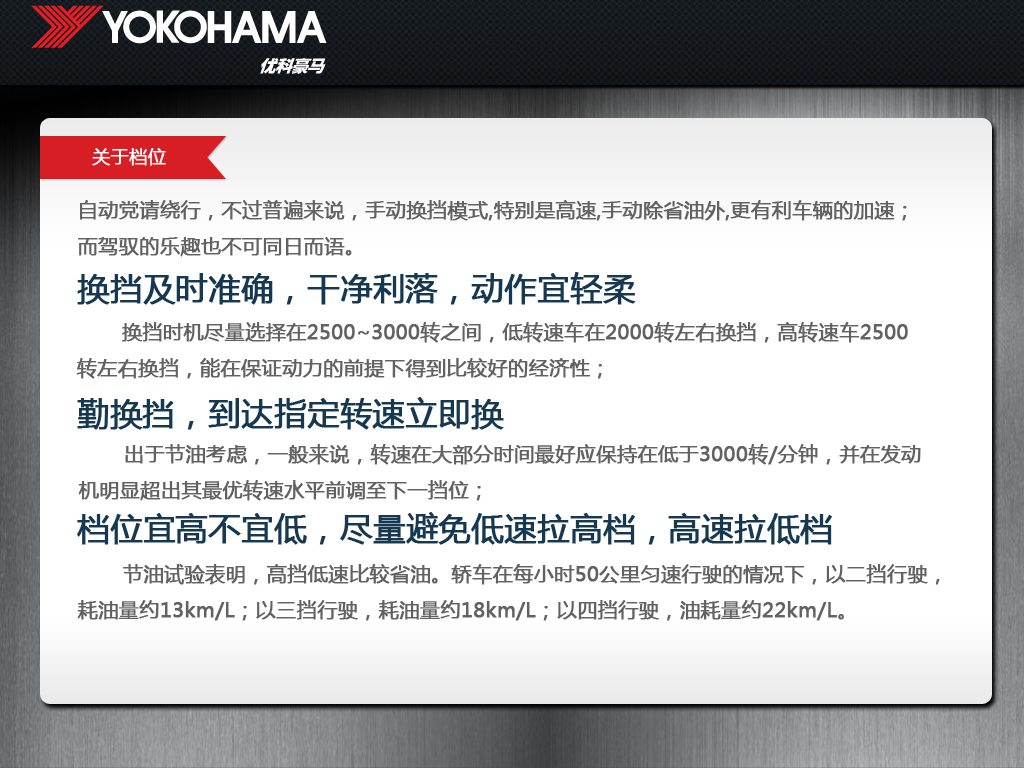 YOKOHAMA
优科豪马
关于档位
自动党请绕行，不过普遍来说，手动换挡模式,特别是高速,手动除省油外,更有利车辆的加速；
而驾驭的乐趣也不可同日而语。
换挡及时准确，干净利落，动作宜轻柔
换挡时机尽量选择在2500~3000转之间，低转速车在2000转左右换挡，高转速车2500
转左右换挡，能在保证动力的前提下得到比较好的经济性；
勤换挡，到达指定转速立即换
出于节油考虑，一般来说，转速在大部分时间最好应保持在低于3000转/分钟，并在发动
机明显超出其最优转速水平前调至下一挡位；
档位宜高不宜低，尽量避免低速拉高档，高速拉低档
节油试验表明，高挡低速比较省油。轿车在每小时50公里匀速行驶的情况下，以二挡行驶，
耗油量约13km/L；以三挡行驶，耗油量约18km/L；以四挡行驶，油耗量约22km/L。